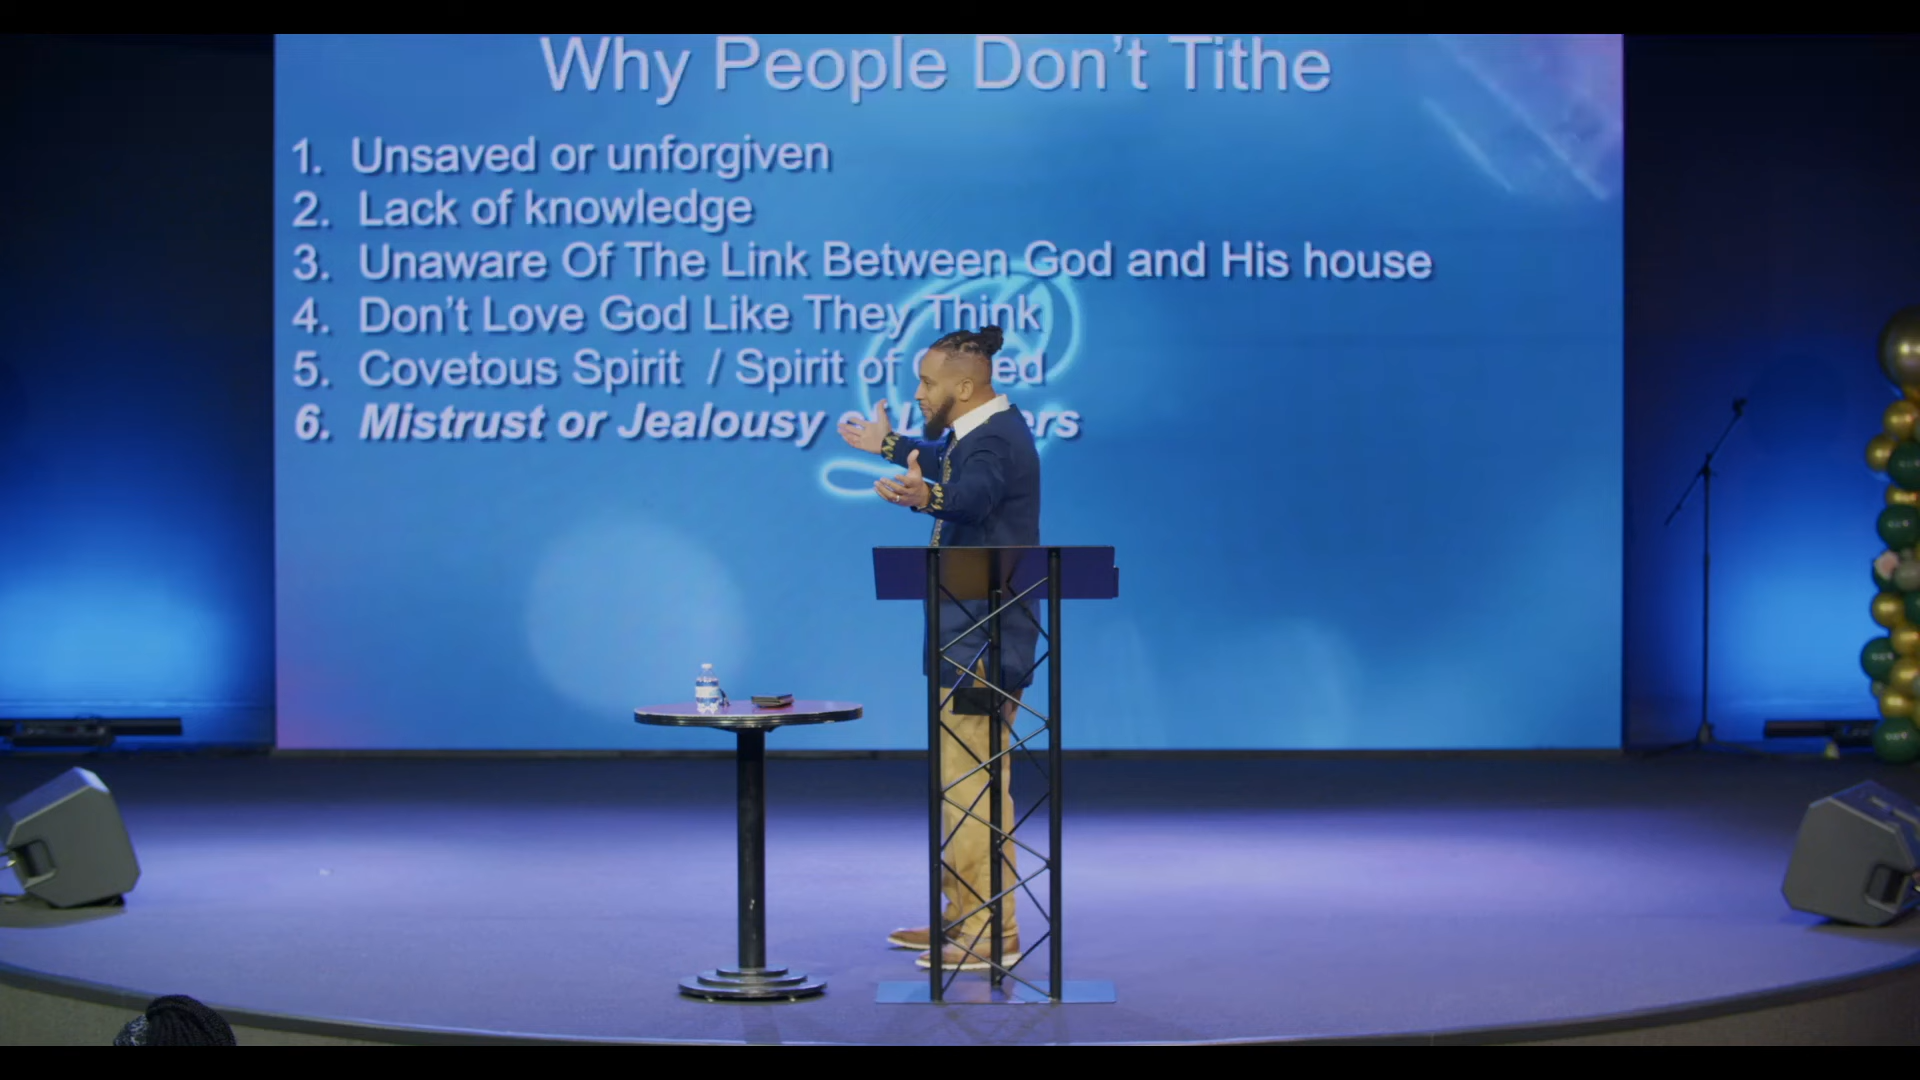 Why People Don't Tithe
1. Unsaved or unforgiven
2. Lack of knowledge
3. Unaware Of The Link Between God and His house
4. Don't Love God Like They Think
5. Covetous Spirit / Spirit of
6. Mistrust or Jealousy of